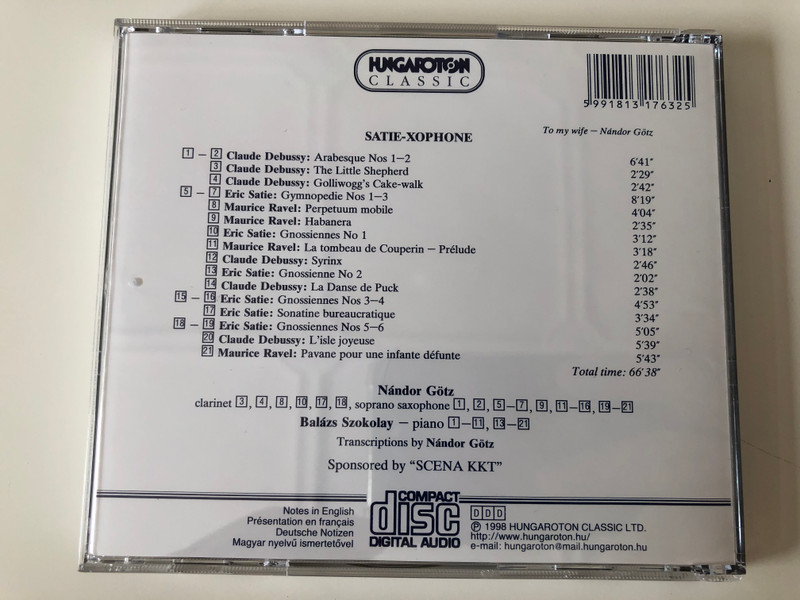 HUNGAROTON
CLASSIC
5991813176325
SATIE-XOPHONE
To my wife – Nándor Götz
1 – 2 Claude Debussy: Arabesque Nos 1–2 6'41"
3 Claude Debussy: The Little Shepherd 2'29"
4 Claude Debussy: Golliwogg's Cake-walk 2'42"
5 – 7 Eric Satie: Gymnopedie Nos 1–3 8'19"
8 Maurice Ravel: Perpetuum mobile 4'04"
9 Maurice Ravel: Habanera 2'35"
10 Eric Satie: Gnossiennes No 1 3'12"
11 Maurice Ravel: La tombeau de Couperin – Prélude 3'18"
12 Claude Debussy: Syrinx 2'46"
13 Eric Satie: Gnossienne No 2 2'02"
14 Claude Debussy: La Danse de Puck 2'38"
15 – 16 Eric Satie: Gnossiennes Nos 3–4 4'53"
17 Eric Satie: Sonatine bureaucratique 3'34"
18 – 19 Eric Satie: Gnossiennes Nos 5–6 5'05"
20 Claude Debussy: L'isle joyeuse 5'39"
21 Maurice Ravel: Pavane pour une infante défunte 5'43"
Total time: 66'38"
Nándor Götz
clarinet 3, 4, 8, 10, 17, 18, soprano saxophone 1, 2, 5–7, 9, 11–16, 19–21
Balázs Szokolay – piano 1–11, 13–21
Transcriptions by Nándor Götz
Sponsored by "SCENA KKT"
Notes in English
Présentation en français
Deutsche Notizen
Magyar nyelvű ismertetővel
COMPACT
disc
DIGITAL AUDIO
DDD
℗ 1998 HUNGAROTON CLASSIC LTD.
http://www.hungaroton.hu/
e-mail: hungaroton@mail.hungaroton.hu